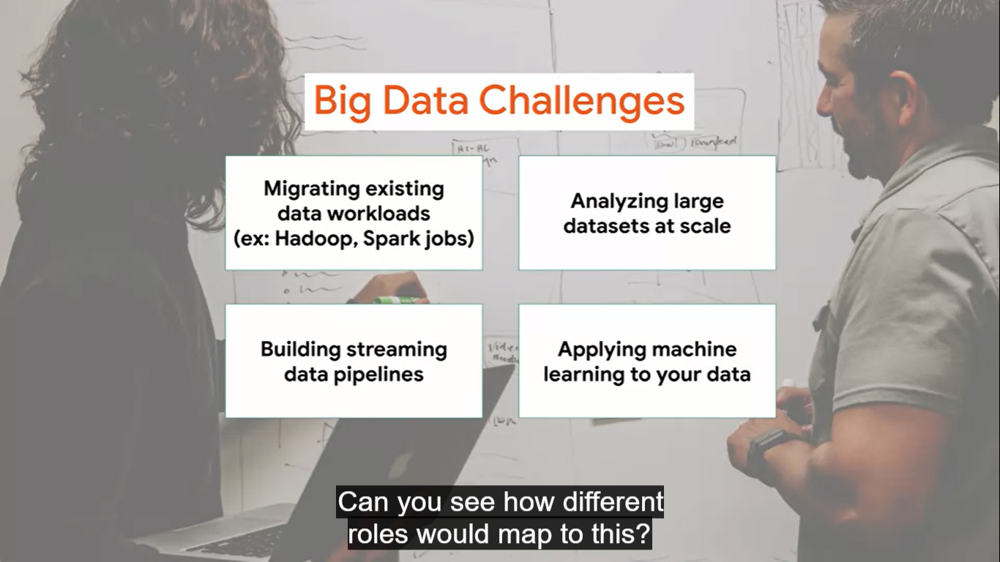 Big Data Challenges
Migrating existing
data workloads
(ex: Hadoop, Spark jobs)
Analyzing large
datasets at scale
Building streaming
data pipelines
Applying machine
learning to your data
Can you see how different
roles would map to this?